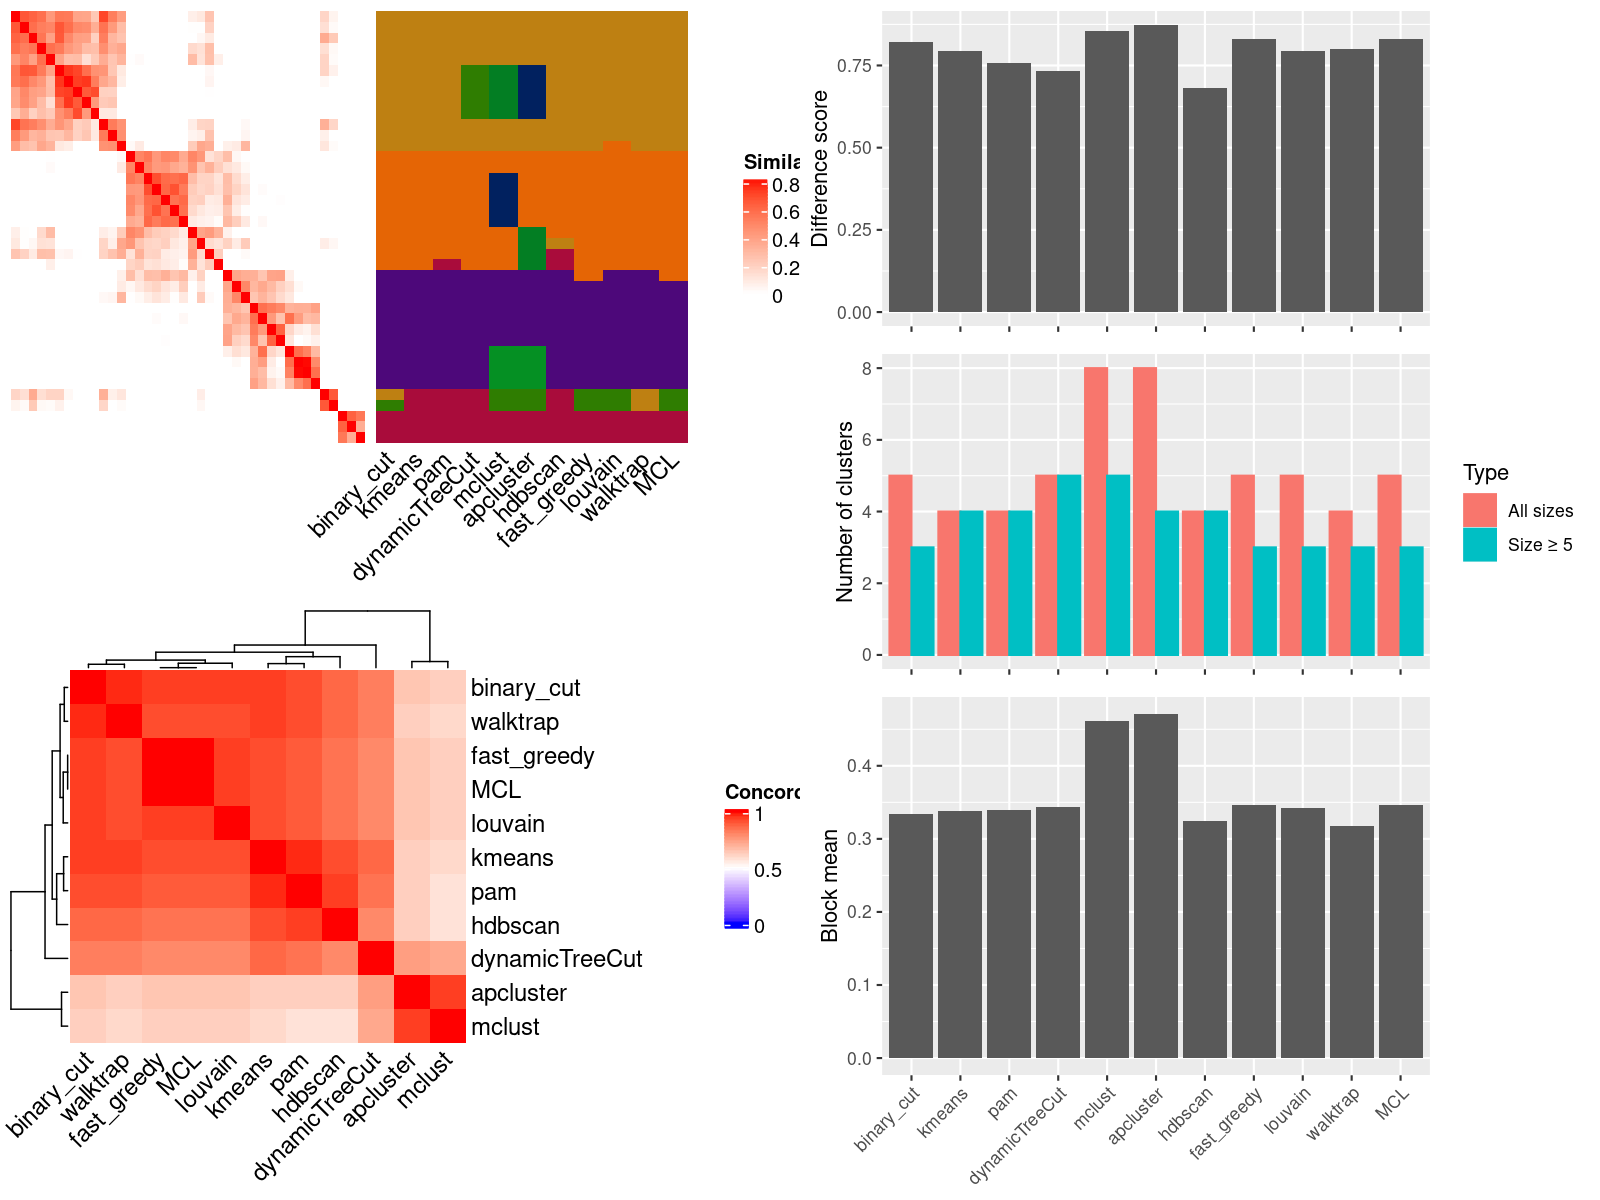 Simila
0.8
0.6
0.4
0.2
0
binary_cut
kmeans
pam
dynamicTreeCut
mclust
apcluster
hdbscan
fast_greedy
louvain
walktrap
MCL
Difference score
0.75
0.50
0.25
0.00
Number of clusters
8
6
4
2
0
Type
All sizes
Size ≥ 5
binary_cut
walktrap
fast_greedy
MCL
louvain
kmeans
pam
hdbscan
dynamicTreeCut
apcluster
mclust
binary_cut
walktrap
fast_greedy
MCL
louvain
kmeans
pam
hdbscan
dynamicTreeCut
apcluster
mclust
Concord
1
0.5
0
Block mean
0.4
0.3
0.2
0.1
0.0
binary_cut
kmeans
pam
dynamicTreeCut
mclust
apcluster
hdbscan
fast_greedy
louvain
walktrap
MCL